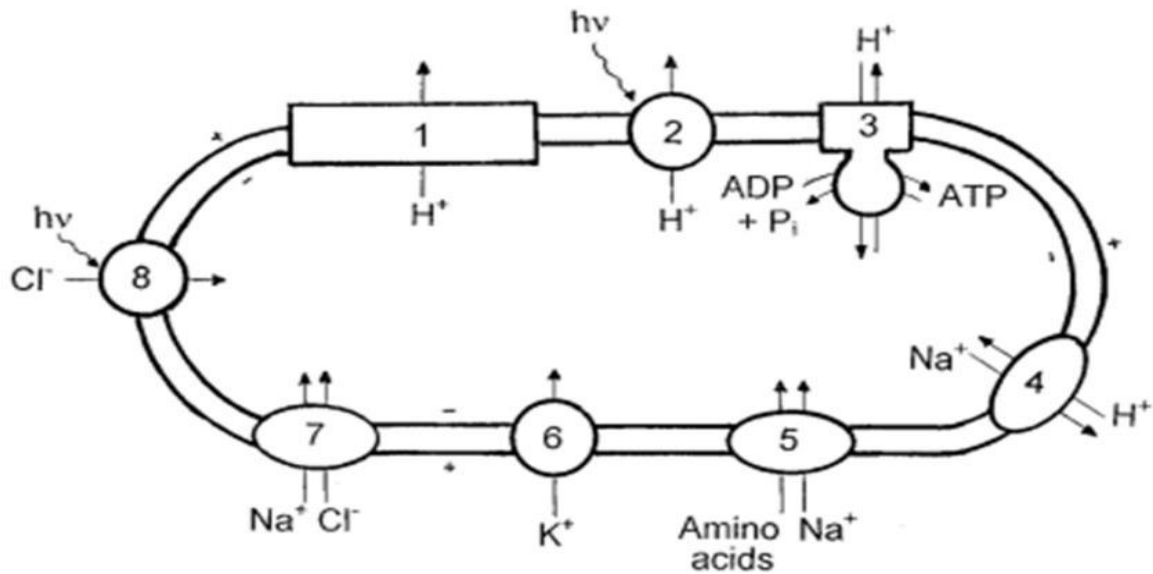 hν
H⁺
1
2
3
H⁺
H⁺
ADP
+ Pᵢ
ATP
+
-
hν
Cl⁻
8
+
-
Na⁺
4
H⁺
7
-
+
6
5
Na⁺ Cl⁻
K⁺
Amino Na⁺
acids